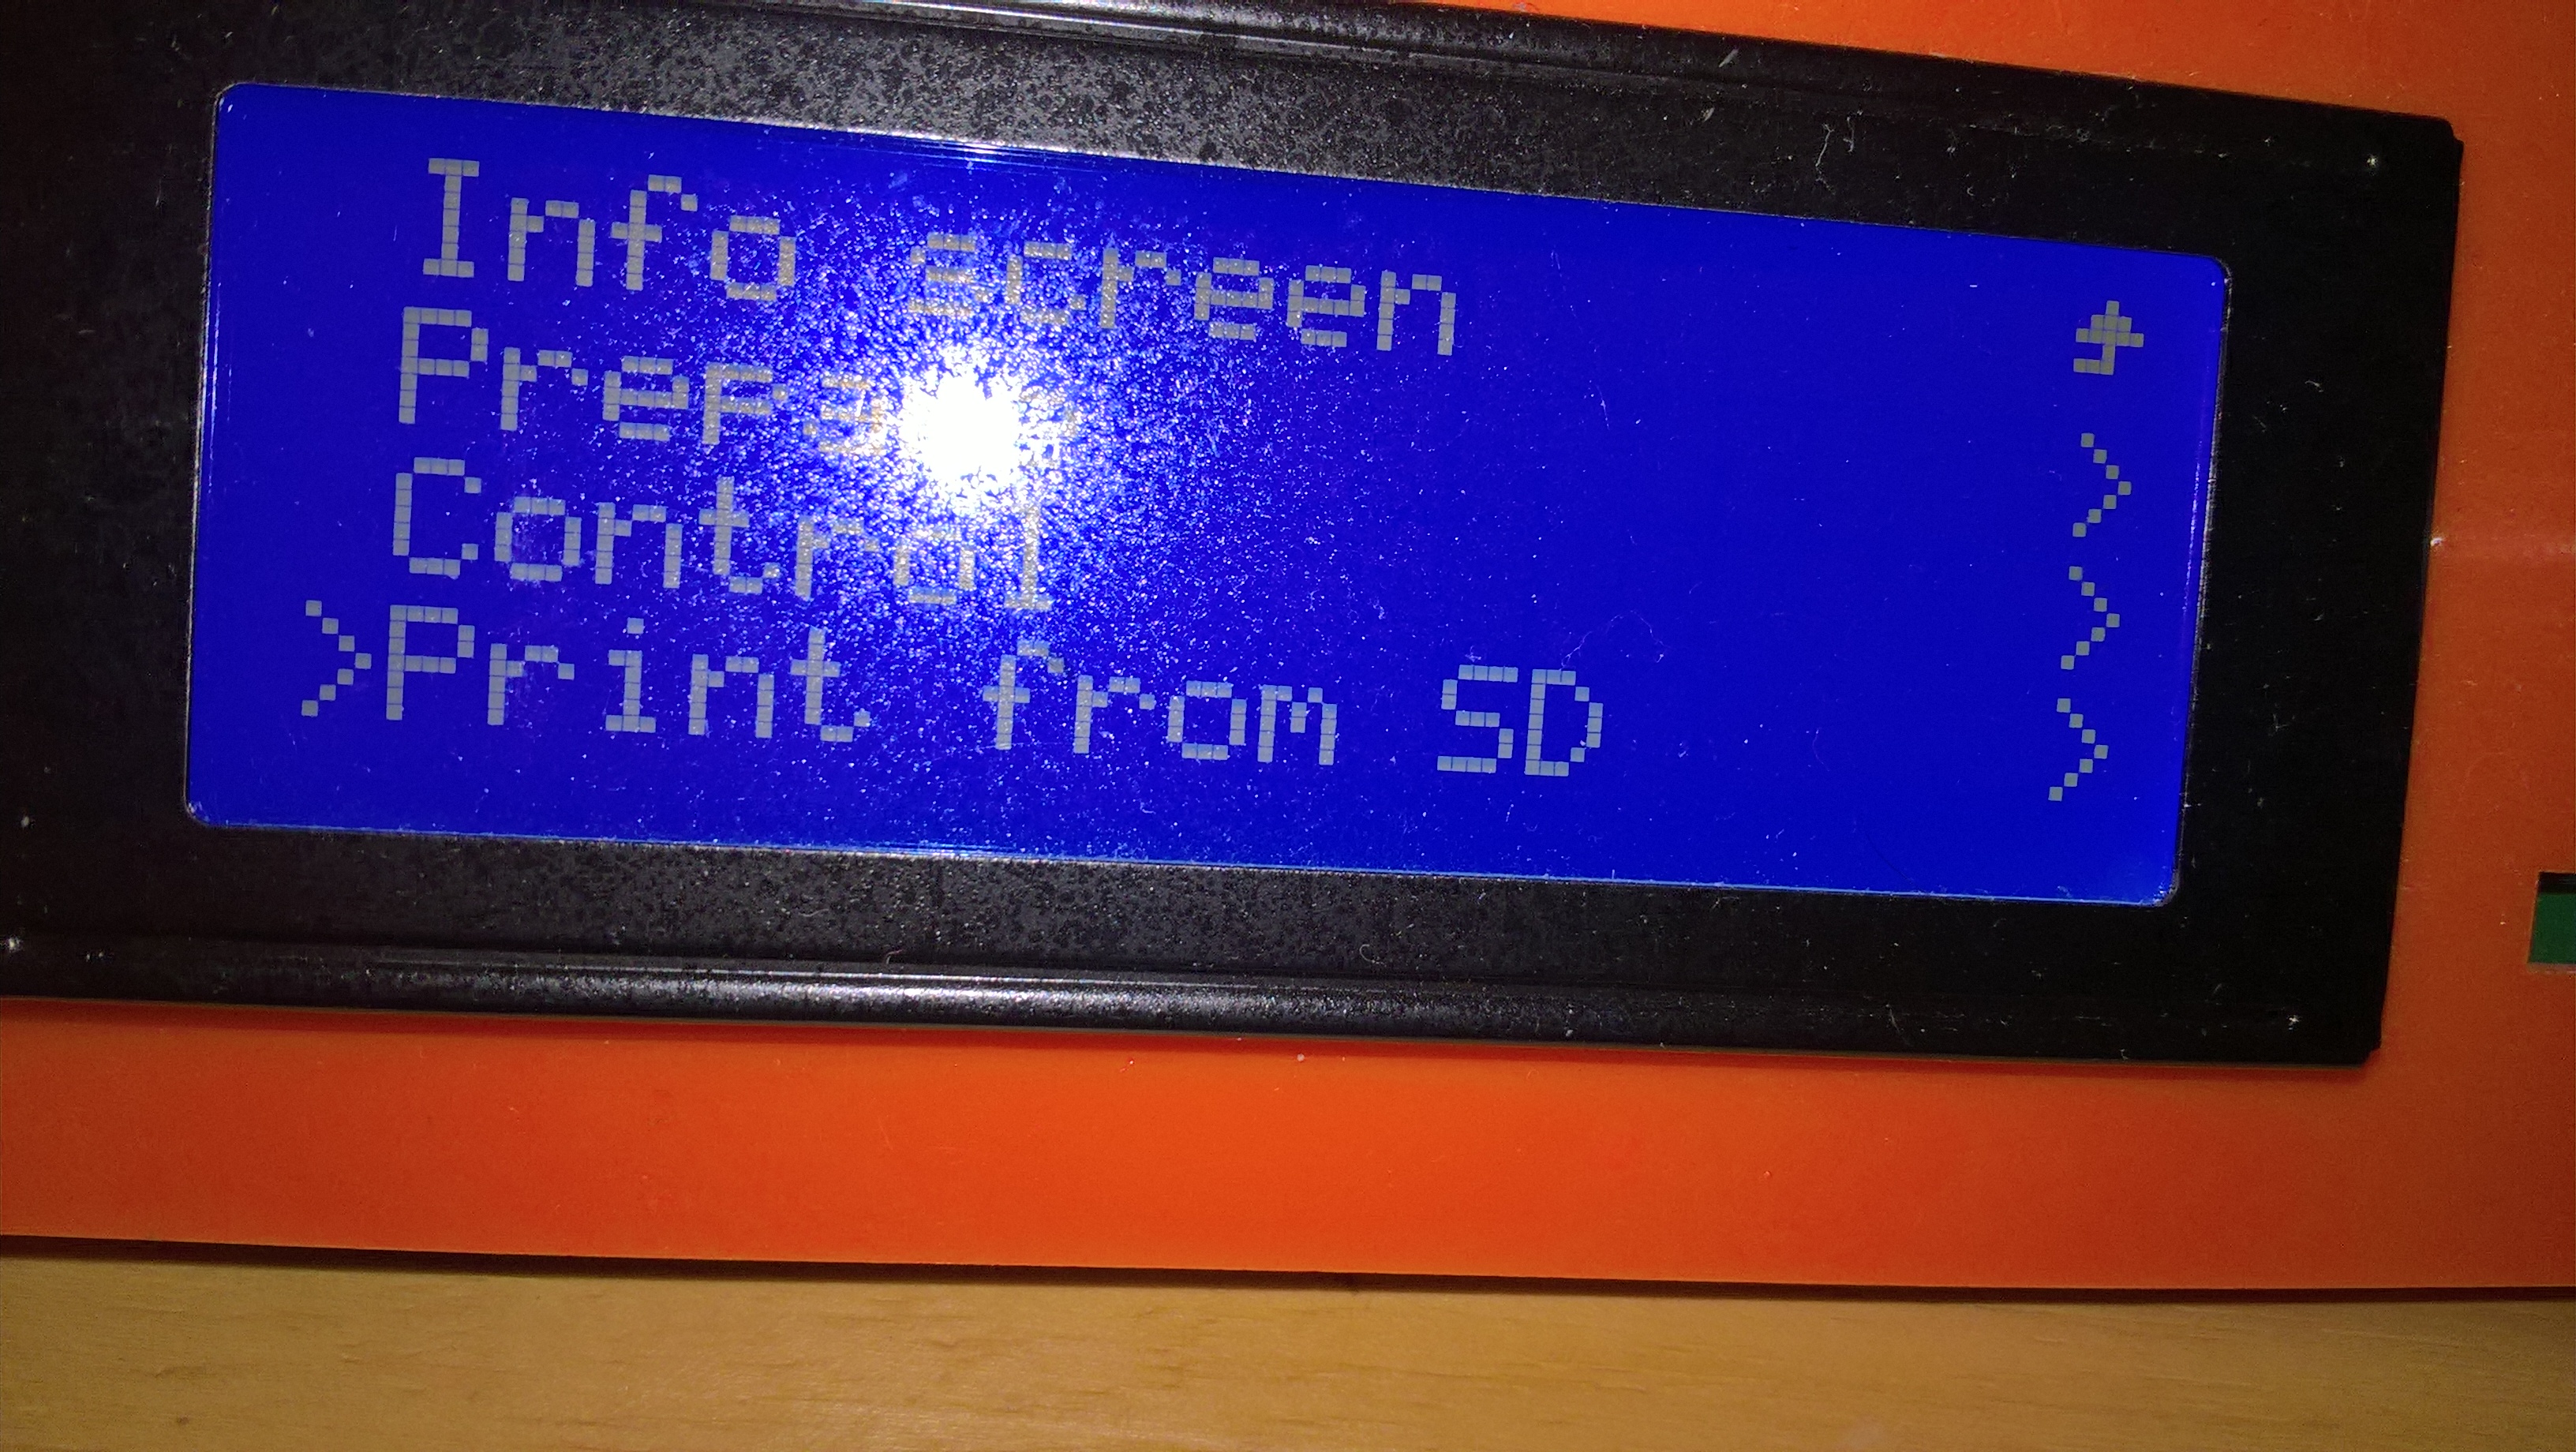 Info screen
Control >
>Print from SD >